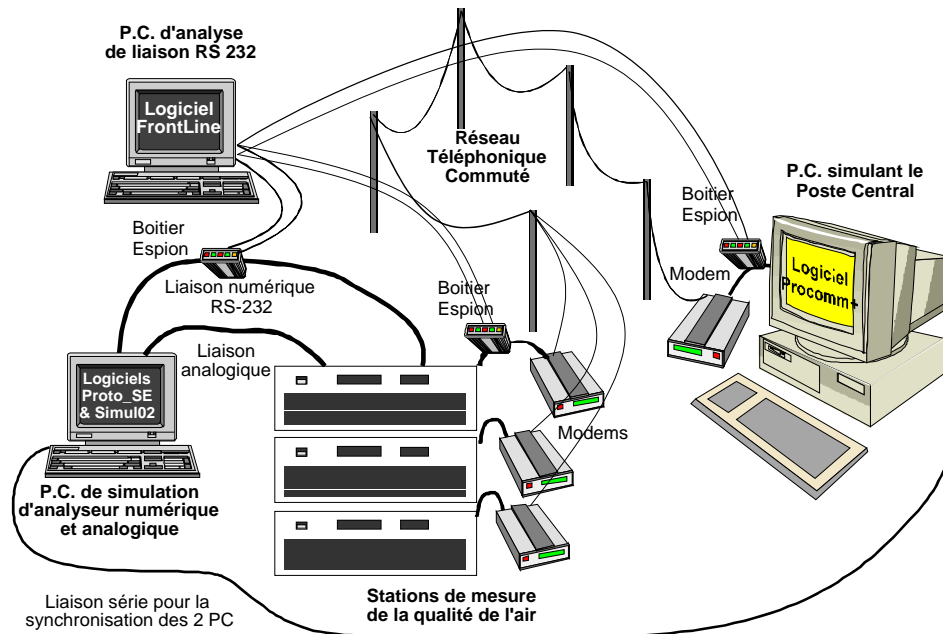 P.C. d'analyse
de liaison RS 232
Logiciel
FrontLine
Réseau
Téléphonique
Commuté
P.C. simulant le
Poste Central
Boitier
Espion
Boitier
Espion
Logiciel
Procomm+
Modem
Liaison numérique
RS-232
Boitier
Espion
Liaison
analogique
Logiciels
Proto_SE
& Simul02
Modems
P.C. de simulation
d'analyseur numérique
et analogique
Stations de mesure
de la qualité de l'air
Liaison série pour la
synchronisation des 2 PC